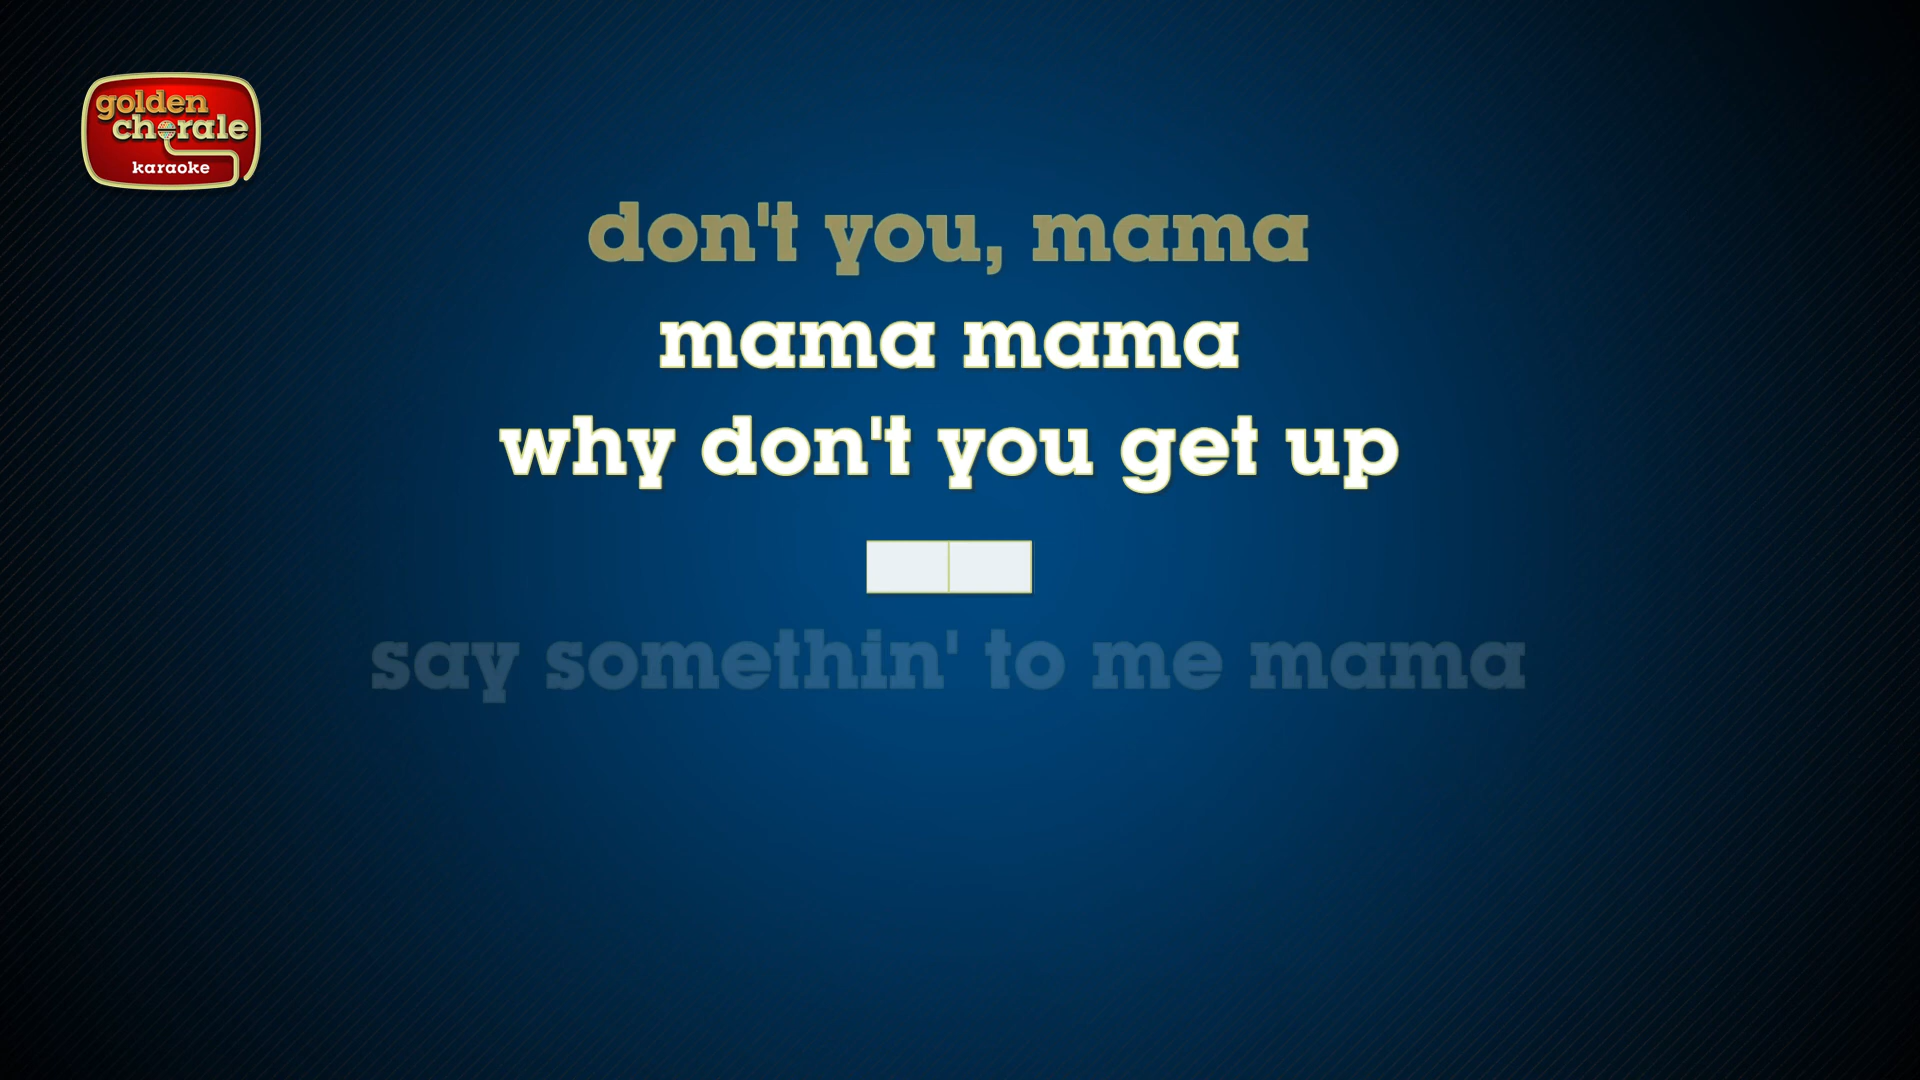 golden
chorale
karaoke
don't you, mama
mama mama
why don't you get up
say somethin' to me mama